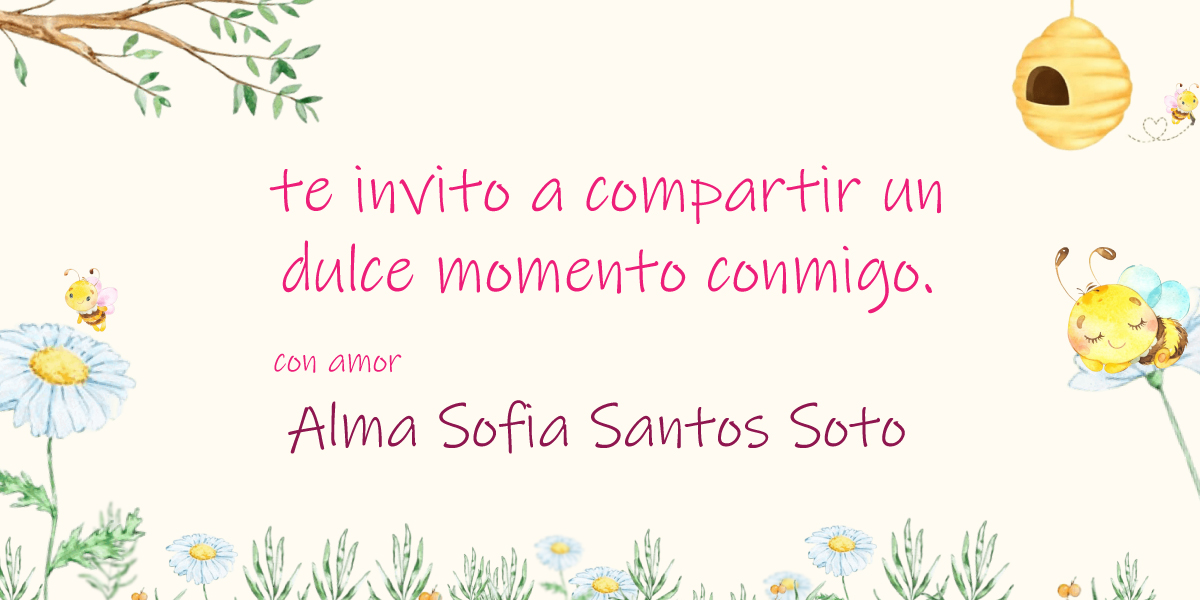 te invito a compartir un
dulce momento conmigo.
con amor
Alma Sofia Santos Soto